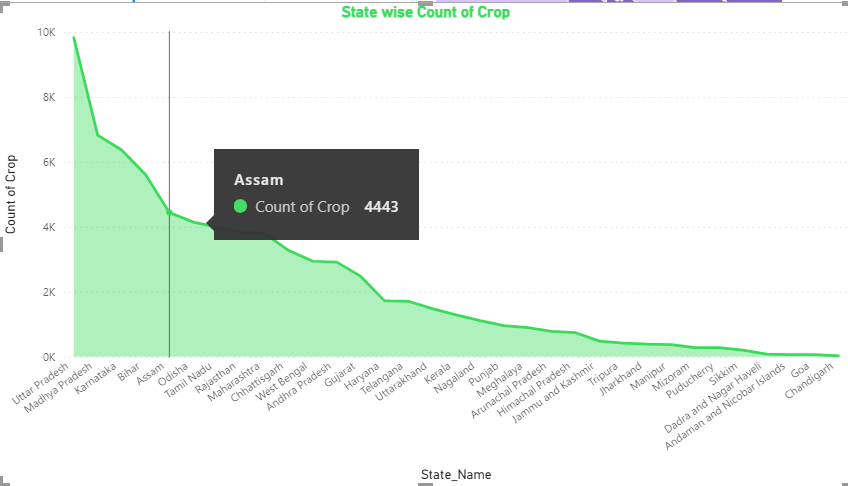 State wise Count of Crop
10K
8K
6K
4K
2K
0K
Count of Crop
Assam
Count of Crop 4443
Uttar Pradesh
Madhya Pradesh
Karnataka
Bihar
Assam
Odisha
Tamil Nadu
Rajasthan
Maharashtra
Chhattisgarh
West Bengal
Andhra Pradesh
Gujarat
Haryana
Telangana
Uttarakhand
Kerala
Nagaland
Punjab
Meghalaya
Arunachal Pradesh
Himachal Pradesh
Jammu and Kashmir
Tripura
Jharkhand
Manipur
Mizoram
Puducherry
Sikkim
Dadra and Nagar Haveli
Andaman and Nicobar Islands
Goa
Chandigarh
State_Name